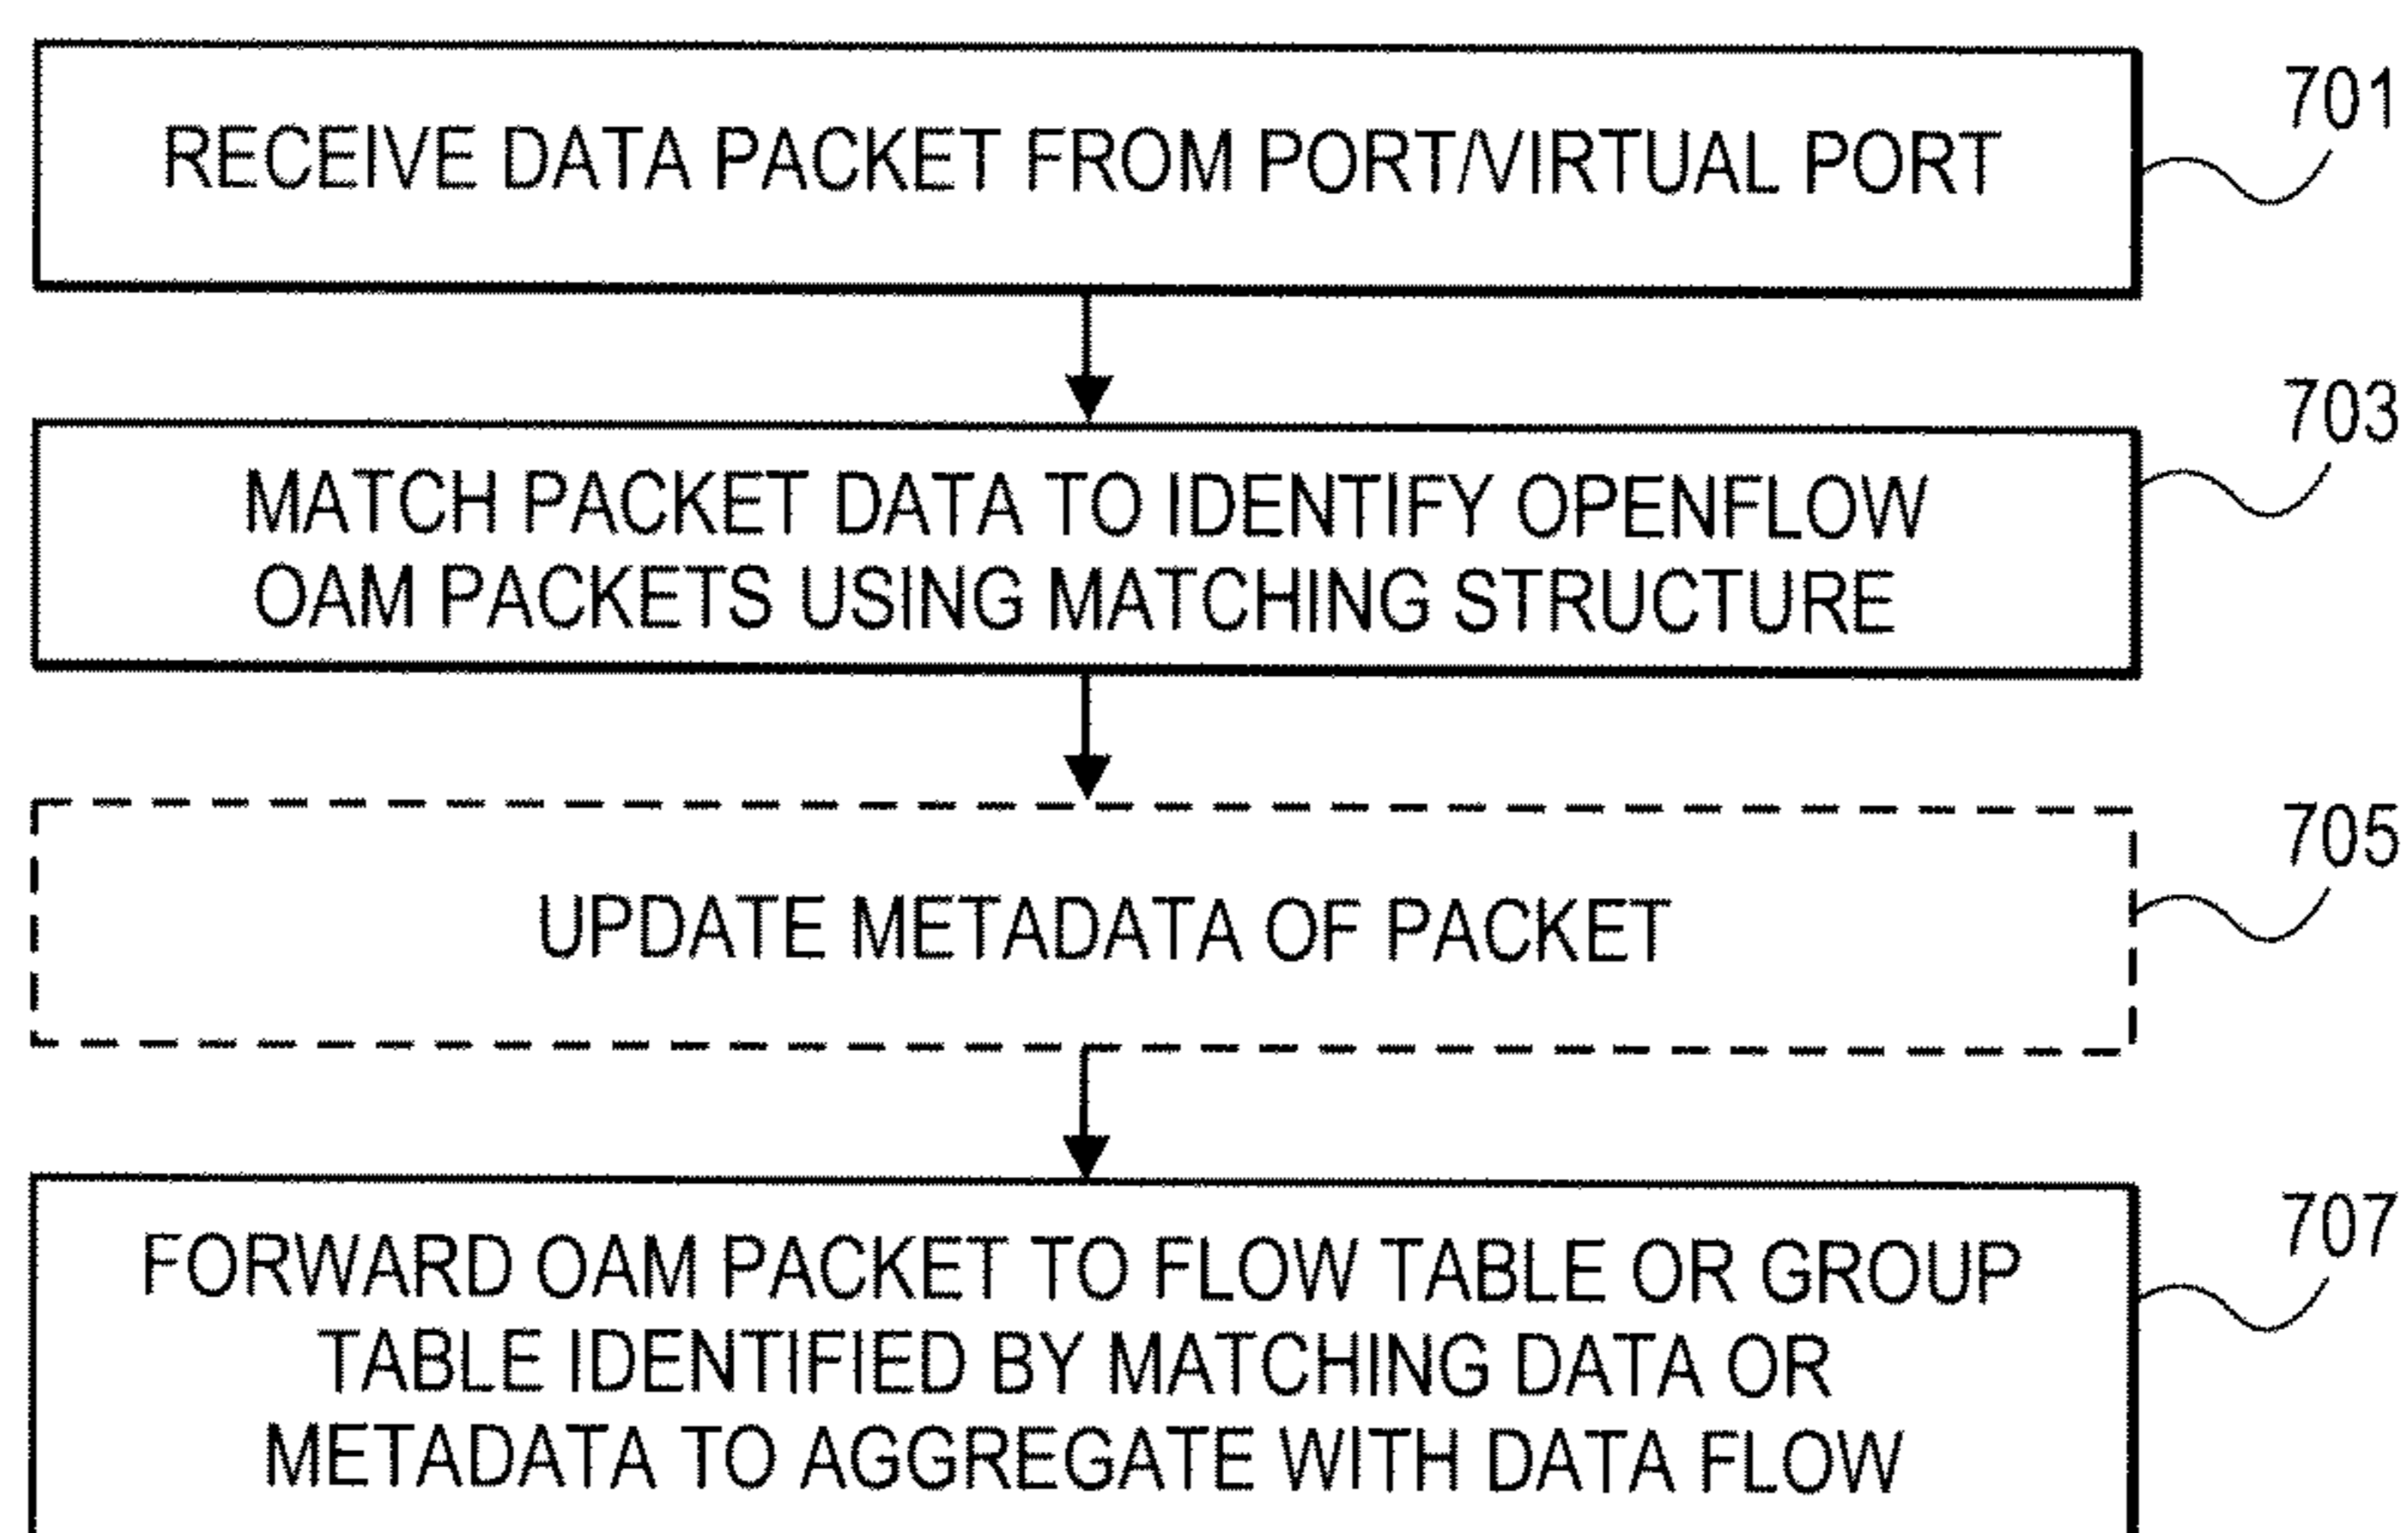 RECEIVE DATA PACKET FROM PORT/VIRTUAL PORT
701
MATCH PACKET DATA TO IDENTIFY OPENFLOW
OAM PACKETS USING MATCHING STRUCTURE
703
UPDATE METADATA OF PACKET
705
FORWARD OAM PACKET TO FLOW TABLE OR GROUP
TABLE IDENTIFIED BY MATCHING DATA OR
METADATA TO AGGREGATE WITH DATA FLOW
707